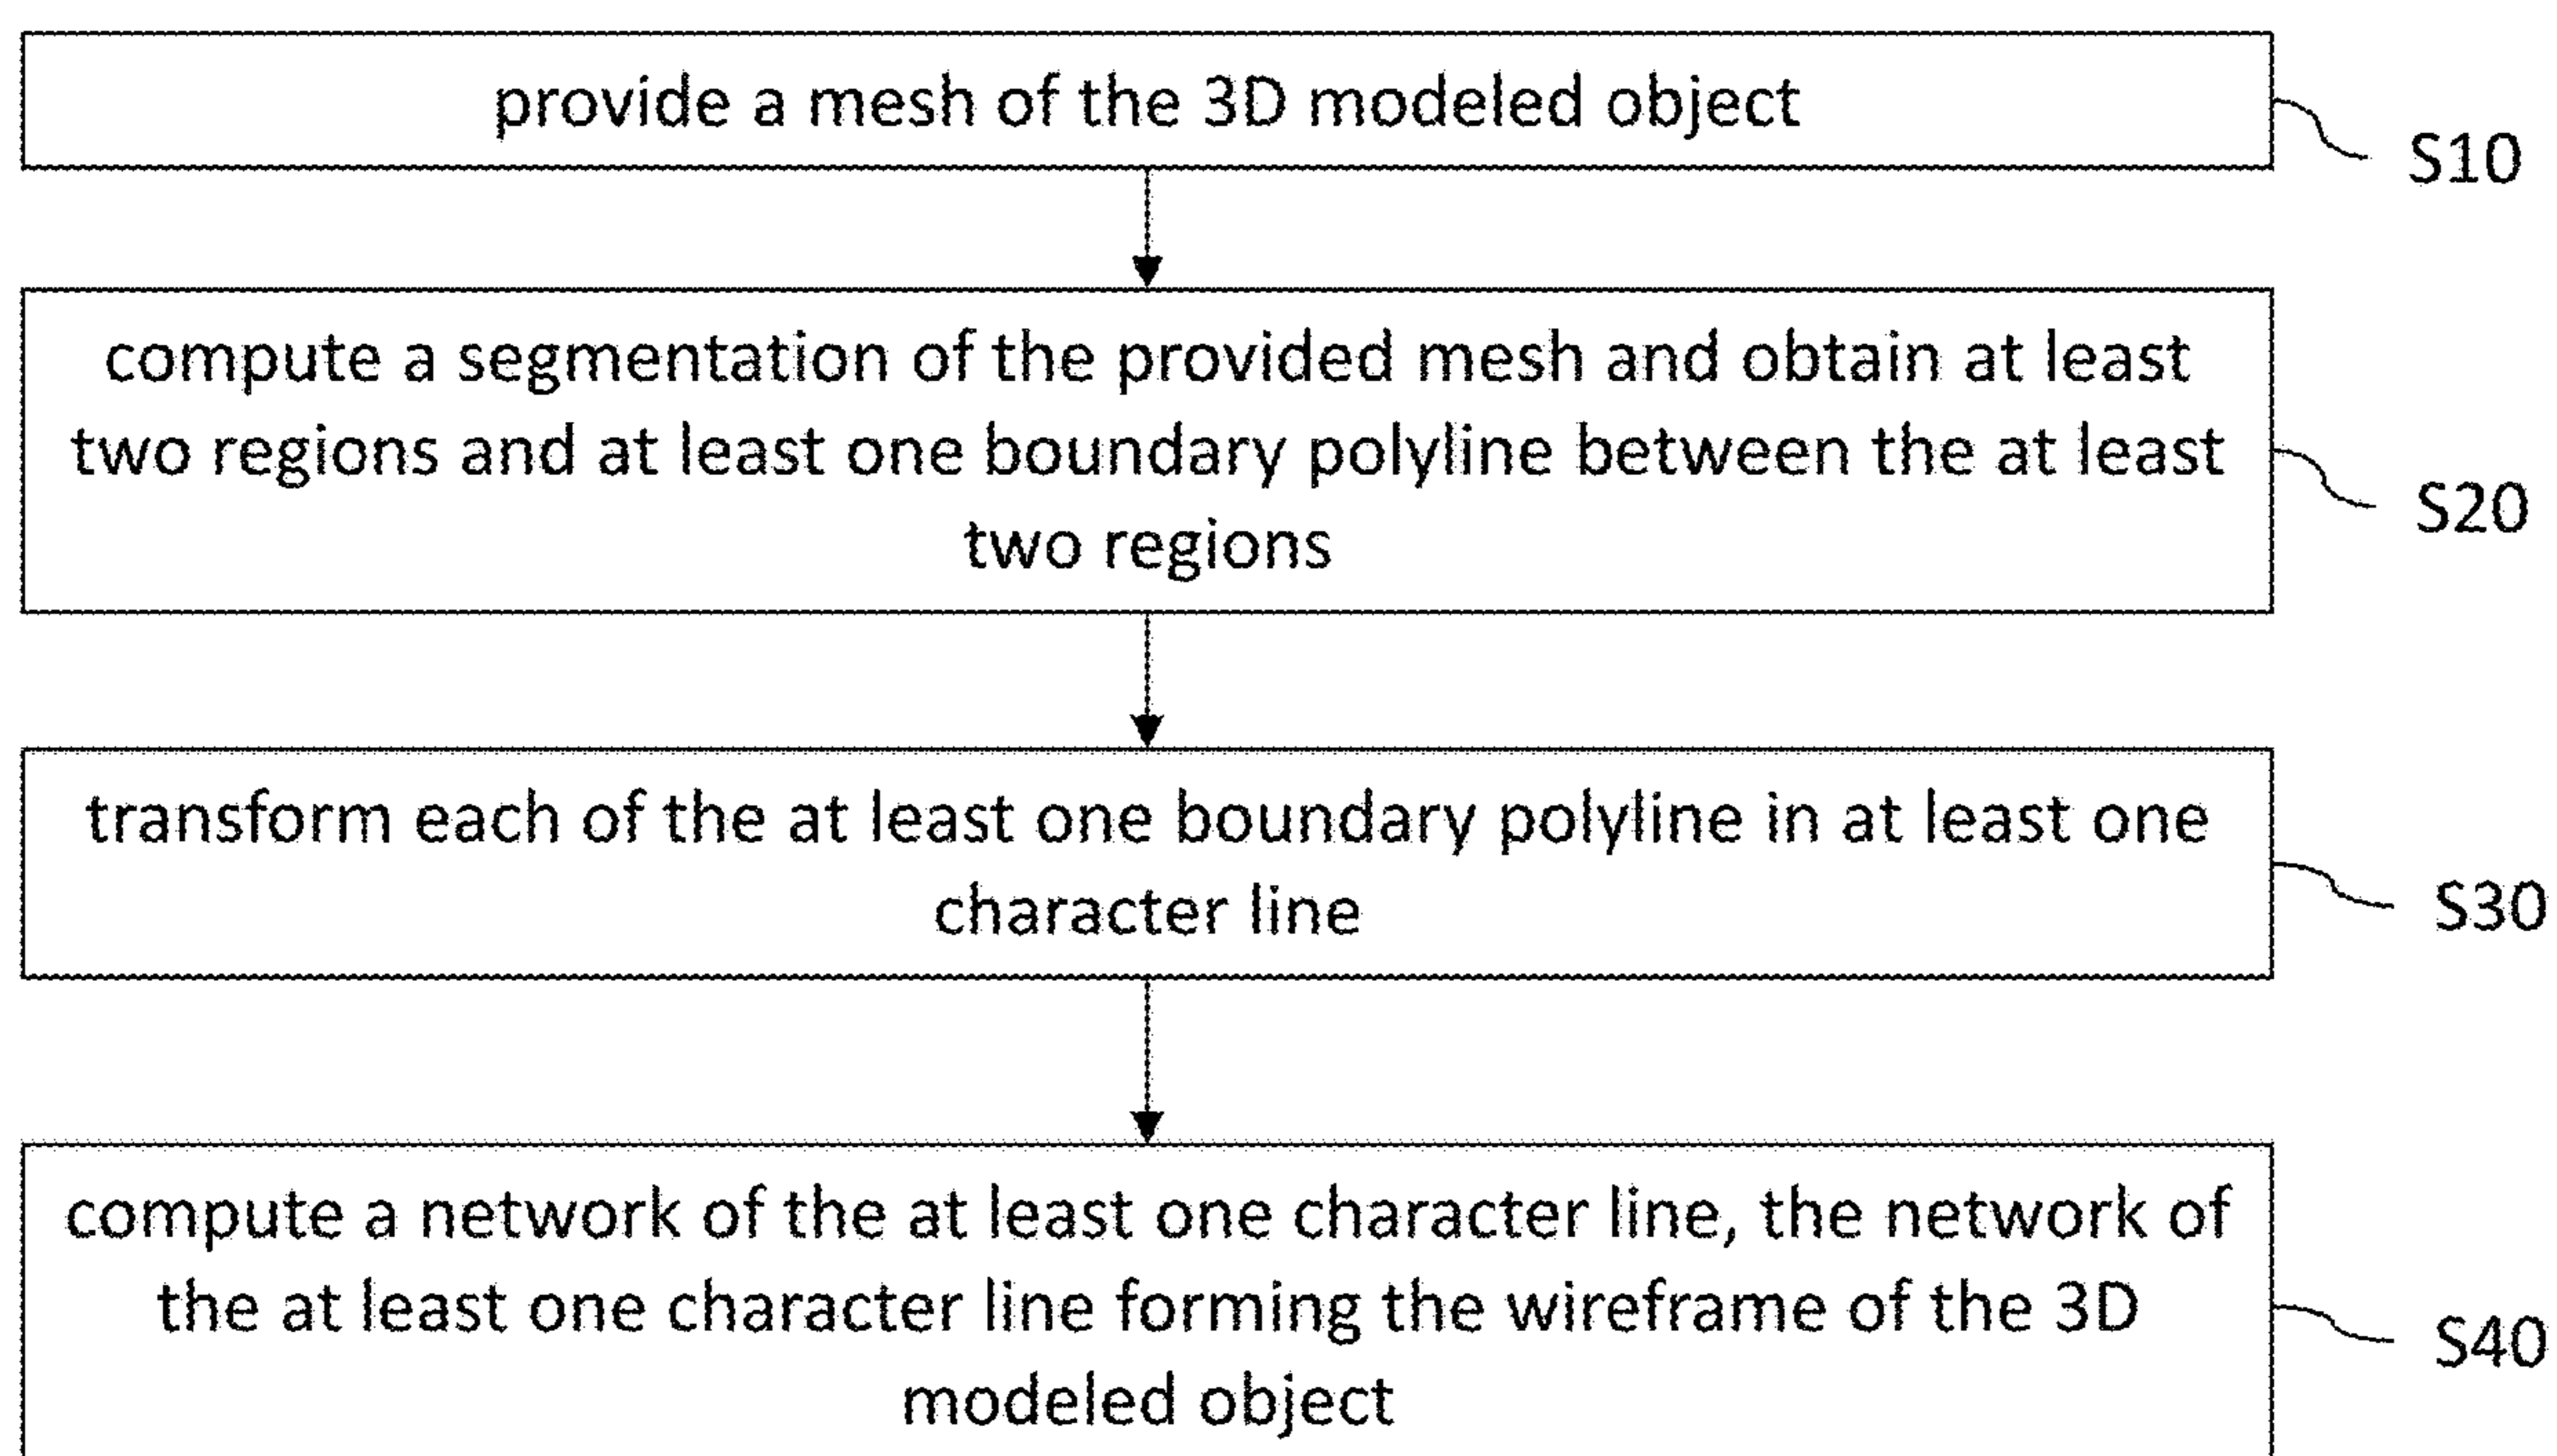 provide a mesh of the 3D modeled object
S10
compute a segmentation of the provided mesh and obtain at least
two regions and at least one boundary polyline between the at least
two regions
S20
transform each of the at least one boundary polyline in at least one
character line
S30
compute a network of the at least one character line, the network of
the at least one character line forming the wireframe of the 3D
modeled object
S40